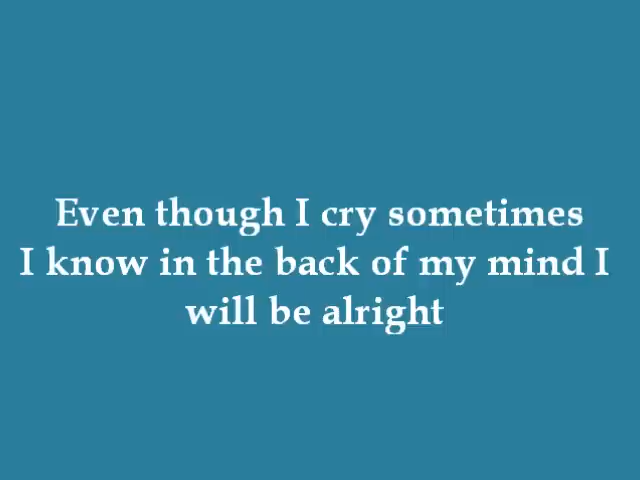 Even though I cry sometimes
I know in the back of my mind I
will be alright